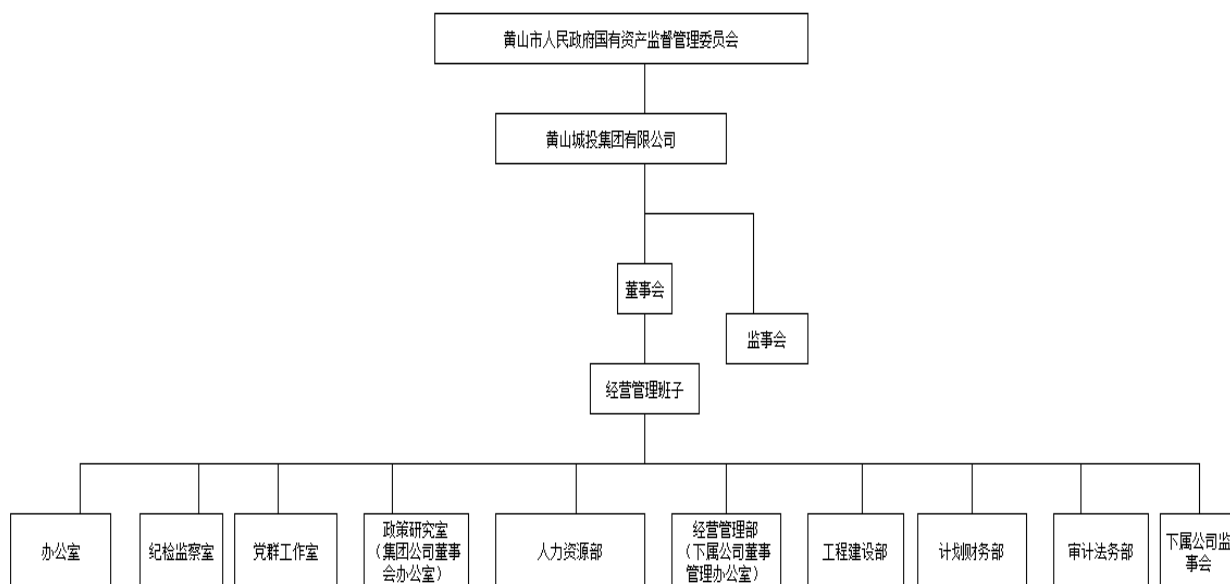 黄山市人民政府国有资产监督管理委员会
黄山城投集团有限公司
董事会
监事会
经营管理班子
办公室
纪检监察室
党群工作室
政策研究室
（集团公司董事
会办公室）
人力资源部
经营管理部
（下属公司董事
管理办公室）
工程建设部
计划财务部
审计法务部
下属公司监
事会